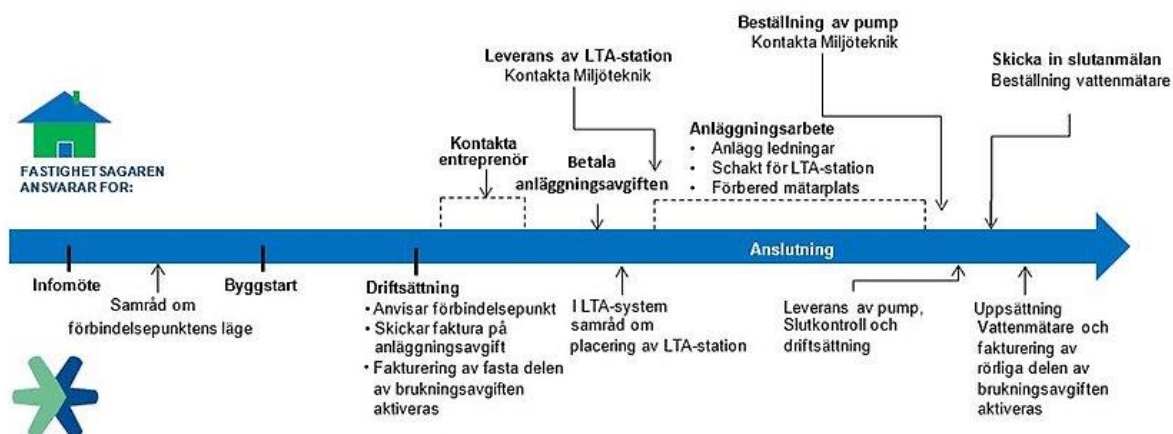 Beställning av pump
Kontakta Miljöteknik
Leverans av LTA-station
Kontakta Miljöteknik
Skicka in slutanmälan
Beställning vattenmätare
Kontakta
entreprenör
Betala
anläggningsavgiften
Anläggningsarbete
• Anlägg ledningar
• Schakt för LTA-station
• Förbered mätarplats
FASTIGHETSAGAREN
ANSVARAR FOR:
Anslutning
Infomöte
Samråd om
förbindelsepunktens läge
Byggstart
Driftsättning
• Anvisar förbindelsepunkt
• Skickar faktura på
anläggningsavgift
• Fakturering av fasta delen
av brukningsavgiften
aktiveras
I LTA-system
samråd om
placering av LTA-station
Leverans av pump,
Slutkontroll och
driftsättning
Uppsättning
Vattenmätare och
fakturering av
rörliga delen av
brukningsavgiften
aktiveras